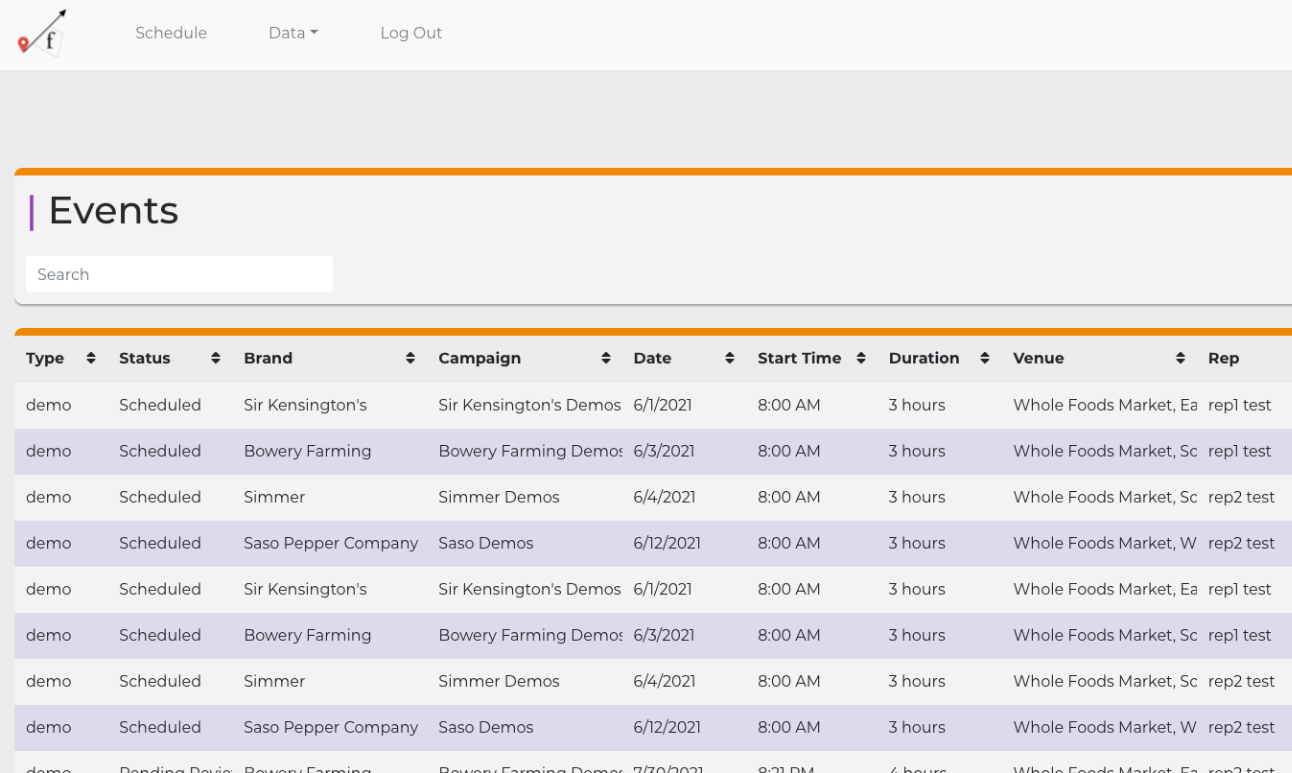 f
Schedule Data Log Out
Events
Search
Type Status Brand Campaign Date Start Time Duration Venue Rep
demo Scheduled Sir Kensington's Sir Kensington's Demos 6/1/2021 8:00 AM 3 hours Whole Foods Market, Ea rep1 test
demo Scheduled Bowery Farming Bowery Farming Demos 6/3/2021 8:00 AM 3 hours Whole Foods Market, Sc rep1 test
demo Scheduled Simmer Simmer Demos 6/4/2021 8:00 AM 3 hours Whole Foods Market, Sc rep2 test
demo Scheduled Saso Pepper Company Saso Demos 6/12/2021 8:00 AM 3 hours Whole Foods Market, W rep2 test
demo Scheduled Sir Kensington's Sir Kensington's Demos 6/1/2021 8:00 AM 3 hours Whole Foods Market, Ea rep1 test
demo Scheduled Bowery Farming Bowery Farming Demos 6/3/2021 8:00 AM 3 hours Whole Foods Market, Sc rep1 test
demo Scheduled Simmer Simmer Demos 6/4/2021 8:00 AM 3 hours Whole Foods Market, Sc rep2 test
demo Scheduled Saso Pepper Company Saso Demos 6/12/2021 8:00 AM 3 hours Whole Foods Market, W rep2 test
demo Pending Revie Bowery Farming Bowery Farming Demos 7/30/2021 8:21 PM 4 hours Whole Foods Market, Ea rep2 test